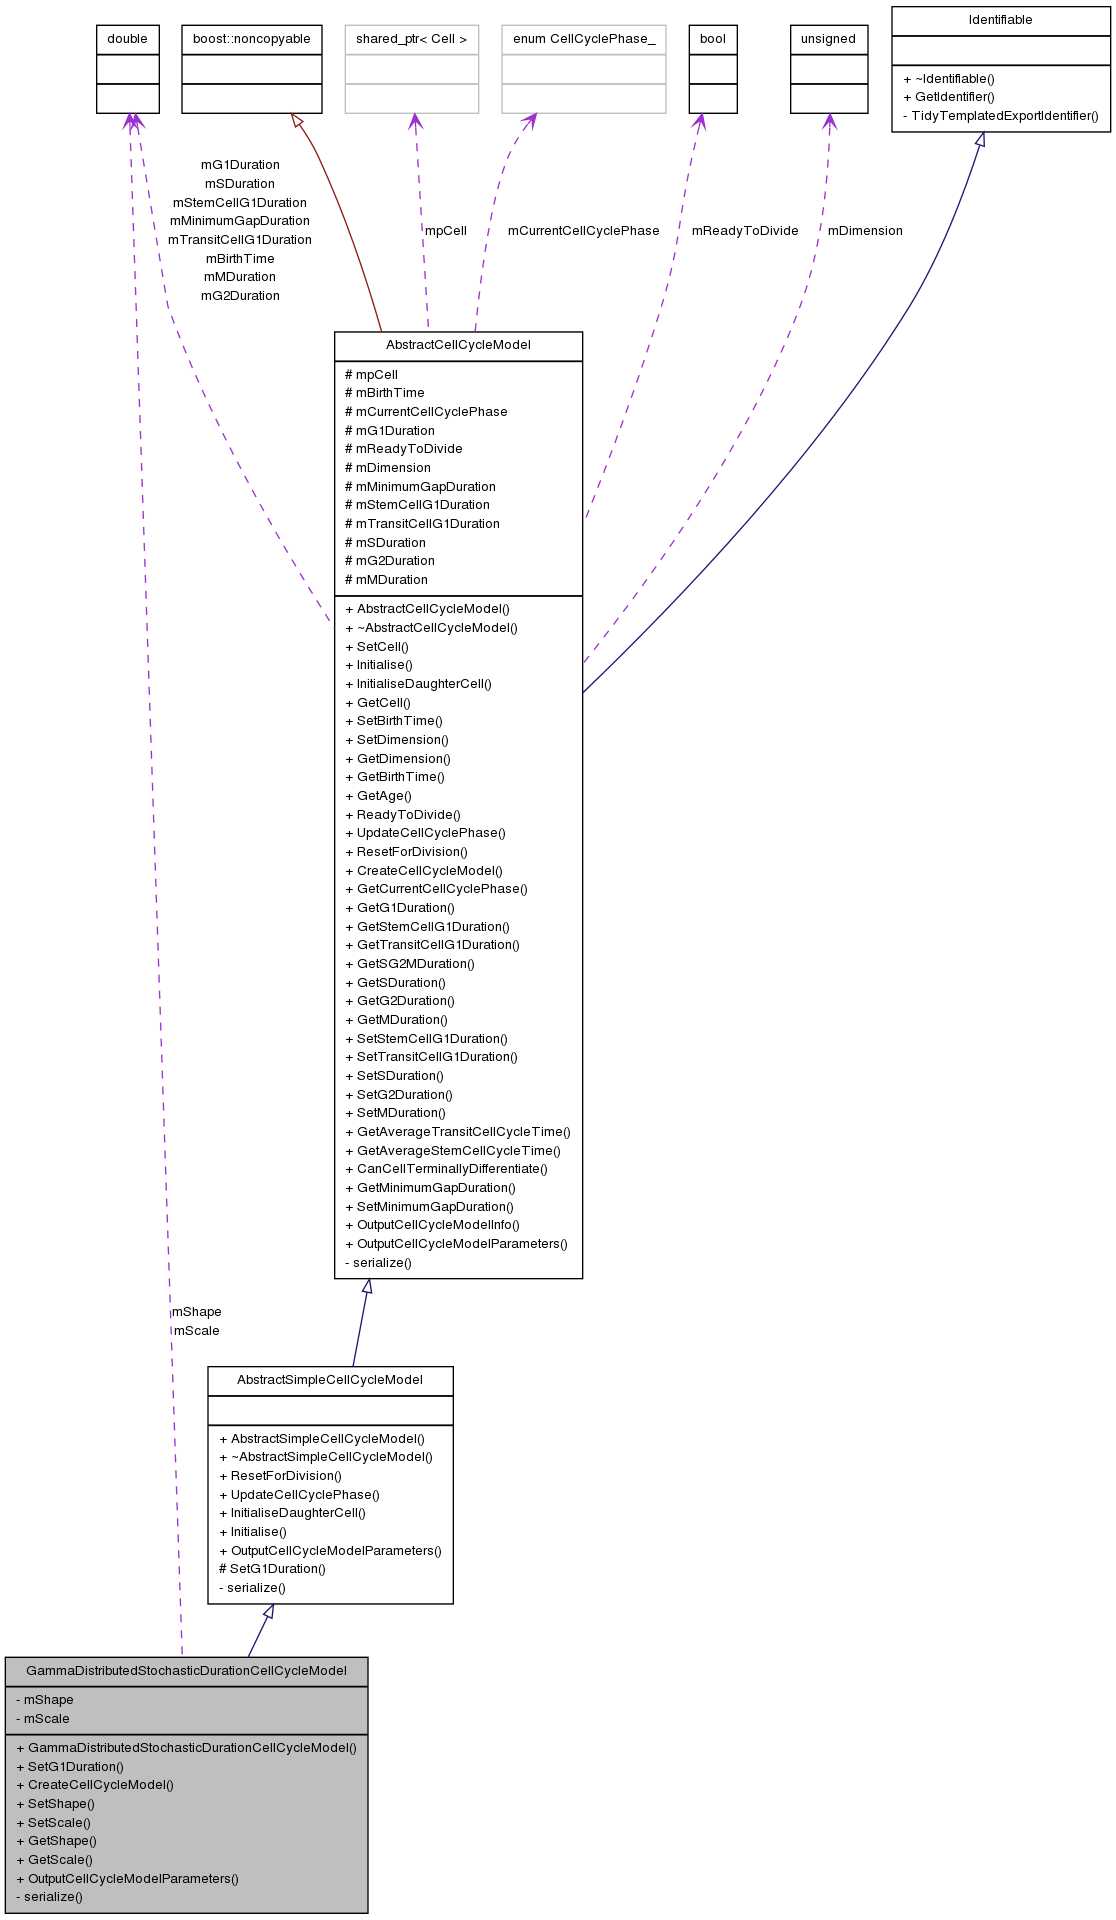 double
boost::noncopyable
shared_ptr< Cell >
enum CellCyclePhase_
bool
unsigned
Identifiable
+ ~Identifiable()
+ GetIdentifier()
- TidyTemplatedExportIdentifier()
mG1Duration
mSDuration
mStemCellG1Duration
mMinimumGapDuration
mTransitCellG1Duration
mBirthTime
mMDuration
mG2Duration
mpCell
mCurrentCellCyclePhase
mReadyToDivide
mDimension
AbstractCellCycleModel
# mpCell
# mBirthTime
# mCurrentCellCyclePhase
# mG1Duration
# mReadyToDivide
# mDimension
# mMinimumGapDuration
# mStemCellG1Duration
# mTransitCellG1Duration
# mSDuration
# mG2Duration
# mMDuration
+ AbstractCellCycleModel()
+ ~AbstractCellCycleModel()
+ SetCell()
+ Initialise()
+ InitialiseDaughterCell()
+ GetCell()
+ SetBirthTime()
+ SetDimension()
+ GetDimension()
+ GetBirthTime()
+ GetAge()
+ ReadyToDivide()
+ UpdateCellCyclePhase()
+ ResetForDivision()
+ CreateCellCycleModel()
+ GetCurrentCellCyclePhase()
+ GetG1Duration()
+ GetStemCellG1Duration()
+ GetTransitCellG1Duration()
+ GetSG2MDuration()
+ GetSDuration()
+ GetG2Duration()
+ GetMDuration()
+ SetStemCellG1Duration()
+ SetTransitCellG1Duration()
+ SetSDuration()
+ SetG2Duration()
+ SetMDuration()
+ GetAverageTransitCellCycleTime()
+ GetAverageStemCellCycleTime()
+ CanCellTerminallyDifferentiate()
+ GetMinimumGapDuration()
+ SetMinimumGapDuration()
+ OutputCellCycleModelInfo()
+ OutputCellCycleModelParameters()
- serialize()
mShape
mScale
AbstractSimpleCellCycleModel
+ AbstractSimpleCellCycleModel()
+ ~AbstractSimpleCellCycleModel()
+ ResetForDivision()
+ UpdateCellCyclePhase()
+ InitialiseDaughterCell()
+ Initialise()
+ OutputCellCycleModelParameters()
# SetG1Duration()
- serialize()
GammaDistributedStochasticDurationCellCycleModel
- mShape
- mScale
+ GammaDistributedStochasticDurationCellCycleModel()
+ SetG1Duration()
+ CreateCellCycleModel()
+ SetShape()
+ SetScale()
+ GetShape()
+ GetScale()
+ OutputCellCycleModelParameters()
- serialize()